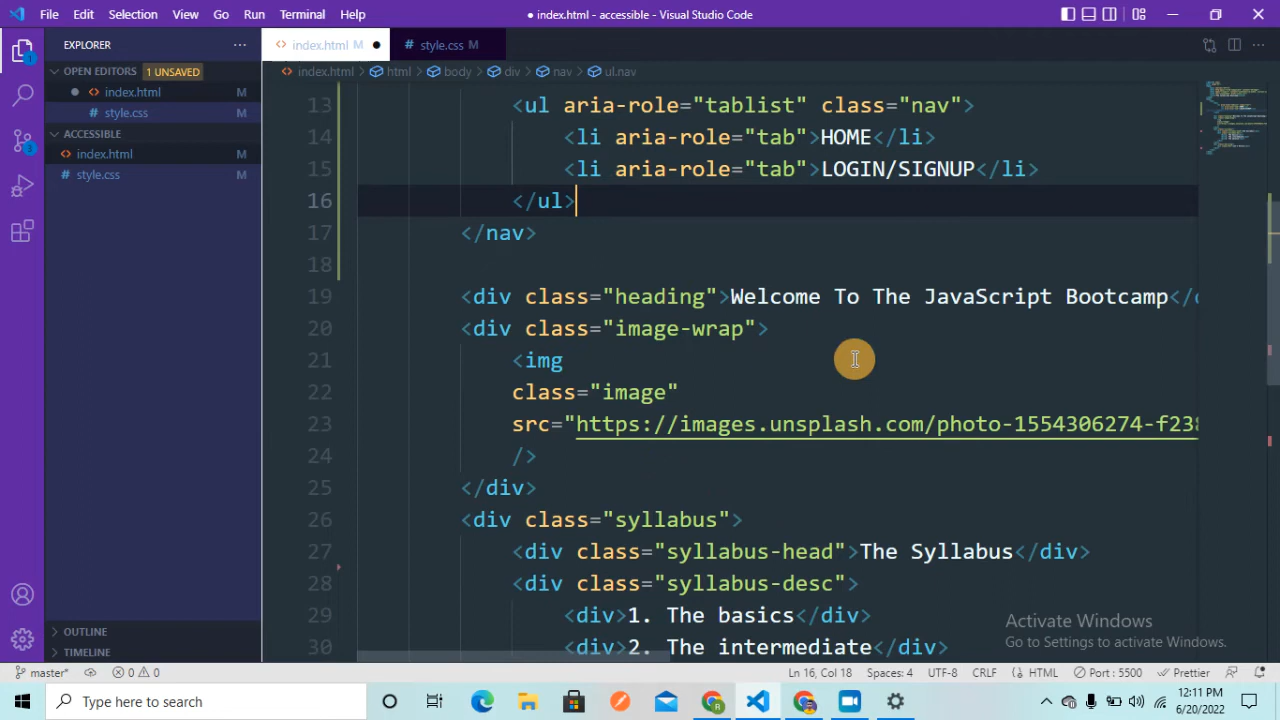 File Edit Selection View Go Run Terminal Help
● index.html - accessible - Visual Studio Code
EXPLORER
OPEN EDITORS 1 UNSAVED
index.html M
style.css M
ACCESSIBLE
index.html M
style.css M
OUTLINE
TIMELINE
index.html M
style.css M
index.html > html > body > div > nav > ul.nav
13 <ul aria-role="tablist" class="nav">
14 <li aria-role="tab">HOME</li>
15 <li aria-role="tab">LOGIN/SIGNUP</li>
16 </ul>
17 </nav>
18
19 <div class="heading">Welcome To The JavaScript Bootcamp</
20 <div class="image-wrap">
21 <img
22 class="image"
23 src="https://images.unsplash.com/photo-1554306274-f238
24 />
25 </div>
26 <div class="syllabus">
27 <div class="syllabus-head">The Syllabus</div>
28 <div class="syllabus-desc">
29 <div>1. The basics</div>
30 <div>2. The intermediate</div>
Activate Windows
Go to Settings to activate Windows.
master* 0 0 Ln 16, Col 18 Spaces: 4 UTF-8 CRLF HTML Port : 5500 Prettier
Type here to search
12:11 PM
6/20/2022